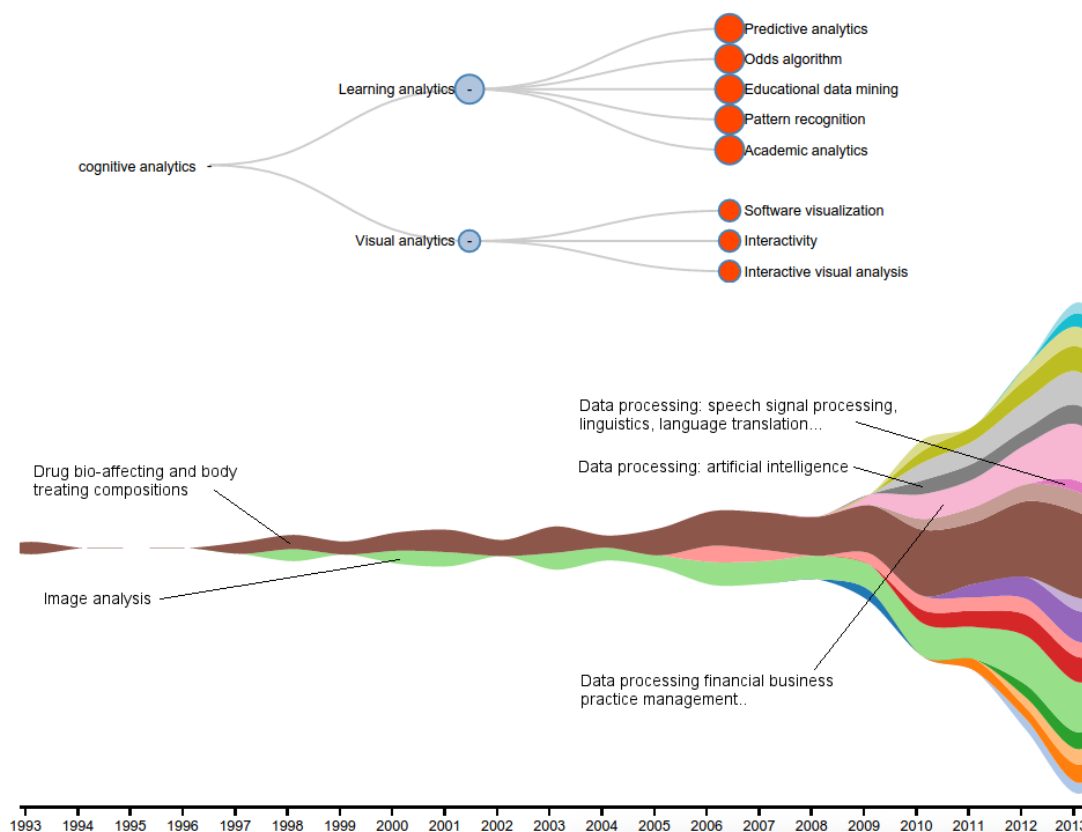 Predictive analytics
Odds algorithm
Learning analytics -
Educational data mining
Pattern recognition
Academic analytics
cognitive analytics -
Software visualization
Visual analytics -
Interactivity
Interactive visual analysis
Data processing: speech signal processing,
linguistics, language translation...
Data processing: artificial intelligence
Drug bio-affecting and body
treating compositions
Image analysis
Data processing financial business
practice management..
1993 1994 1995 1996 1997 1998 1999 2000 2001 2002 2003 2004 2005 2006 2007 2008 2009 2010 2011 2012